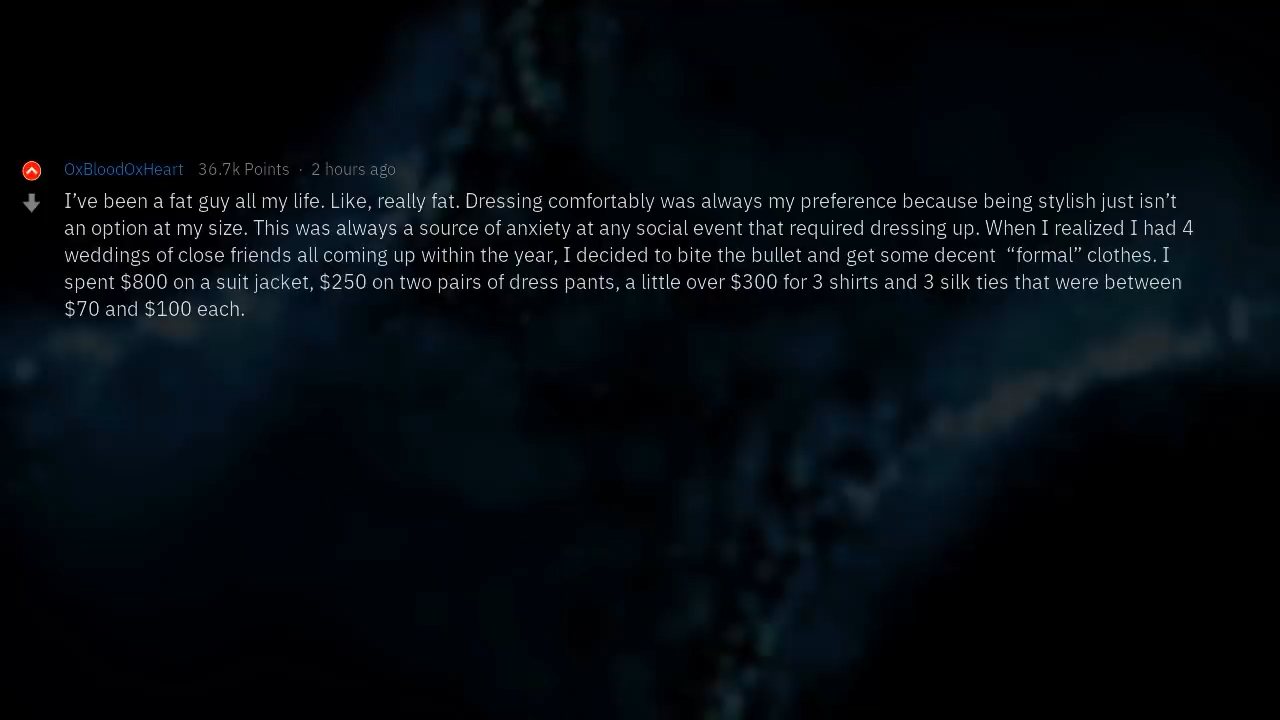 OxBloodOxHeart 36.7k Points · 2 hours ago
I’ve been a fat guy all my life. Like, really fat. Dressing comfortably was always my preference because being stylish just isn’t
an option at my size. This was always a source of anxiety at any social event that required dressing up. When I realized I had 4
weddings of close friends all coming up within the year, I decided to bite the bullet and get some decent “formal” clothes. I
spent $800 on a suit jacket, $250 on two pairs of dress pants, a little over $300 for 3 shirts and 3 silk ties that were between
$70 and $100 each.